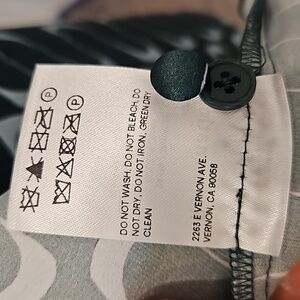 P
P
DO NOT WASH, DO NOT BLEACH, DO
NOT DRY, DO NOT IRON, GREEN DRY
CLEAN
2263 E VERNON AVE.
VERNON, CA 90058